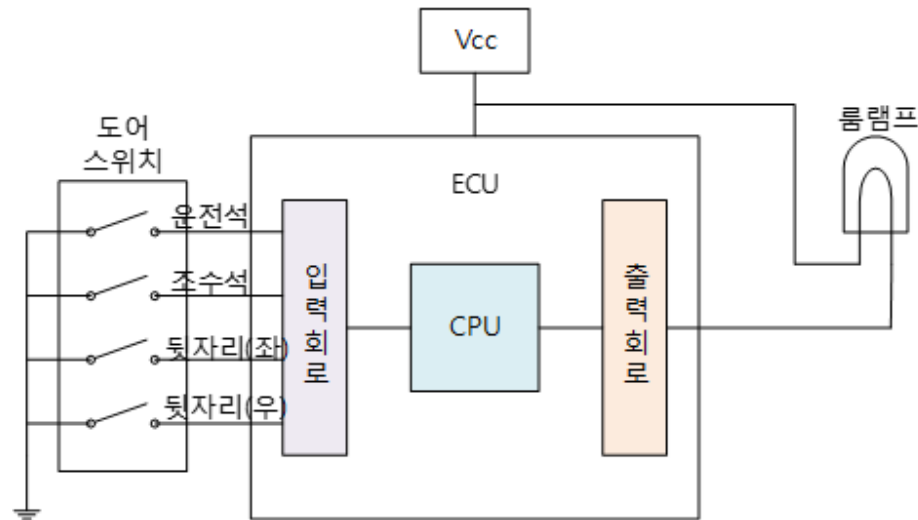 Vcc
도어
스위치
룸램프
ECU
운전석
조수석
뒷자리(좌)
뒷자리(우)
입력회로
CPU
출력회로